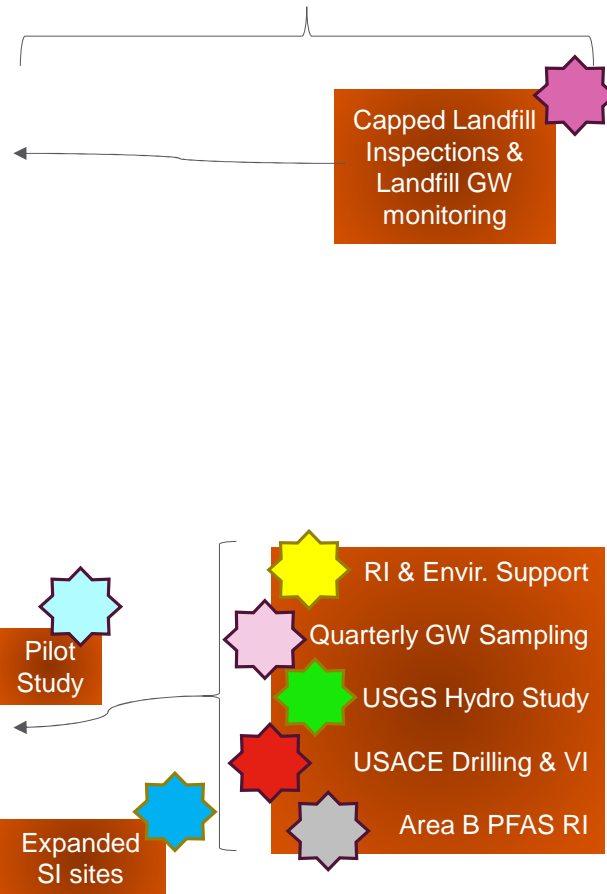 Capped Landfill
Inspections &
Landfill GW
monitoring
RI & Envir. Support
Quarterly GW Sampling
USGS Hydro Study
USACE Drilling & VI
Area B PFAS RI
Pilot
Study
Expanded
SI sites